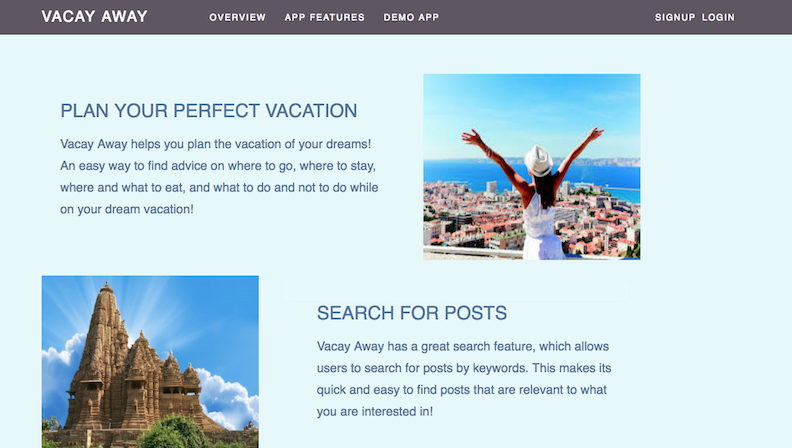 VACAY AWAY OVERVIEW APP FEATURES DEMO APP SIGNUP LOGIN
PLAN YOUR PERFECT VACATION
Vacay Away helps you plan the vacation of your dreams!
An easy way to find advice on where to go, where to stay,
where and what to eat, and what to do and not to do while
on your dream vacation!
SEARCH FOR POSTS
Vacay Away has a great search feature, which allows
users to search for posts by keywords. This makes its
quick and easy to find posts that are relevant to what
you are interested in!